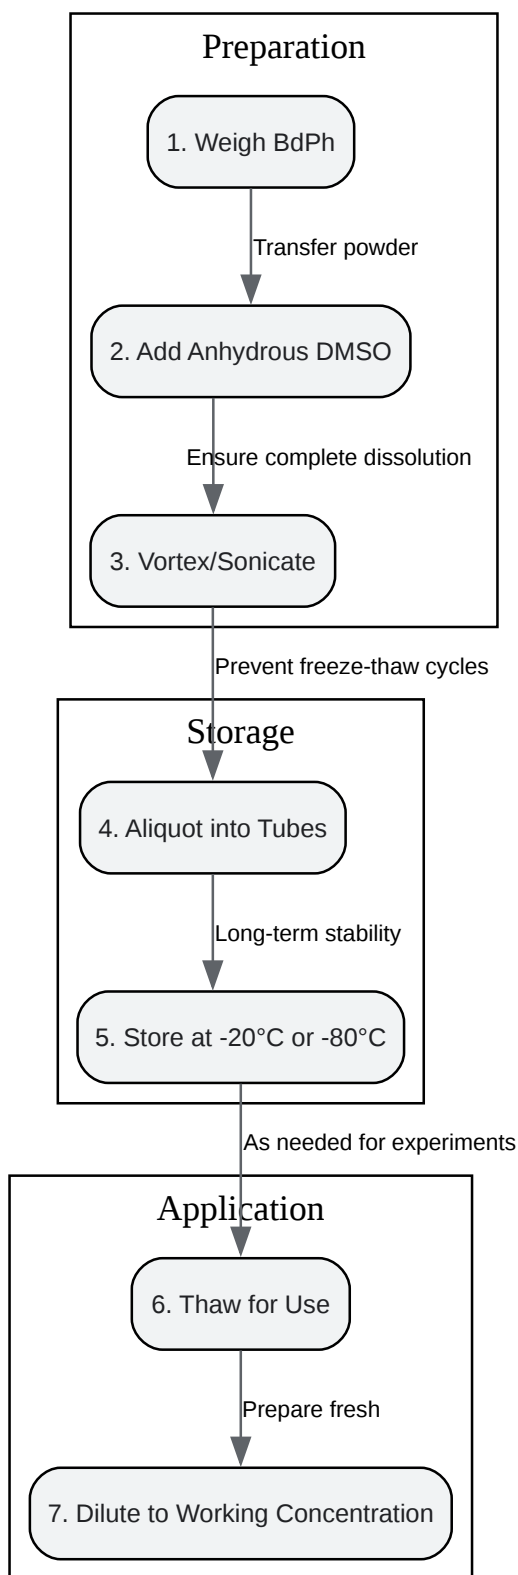 Preparation
1. Weigh BdPh
Transfer powder
2. Add Anhydrous DMSO
Ensure complete dissolution
3. Vortex/Sonicate
Prevent freeze-thaw cycles
Storage
4. Aliquot into Tubes
Long-term stability
5. Store at -20°C or -80°C
As needed for experiments
Application
6. Thaw for Use
Prepare fresh
7. Dilute to Working Concentration